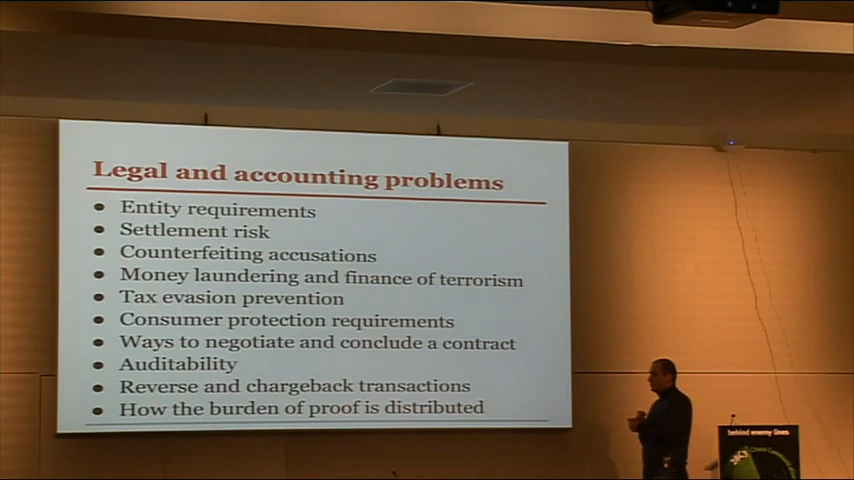 Legal and accounting problems
Entity requirements
Settlement risk
Counterfeiting accusations
Money laundering and finance of terrorism
Tax evasion prevention
Consumer protection requirements
Ways to negotiate and conclude a contract
Auditability
Reverse and chargeback transactions
How the burden of proof is distributed
behind enemy lines